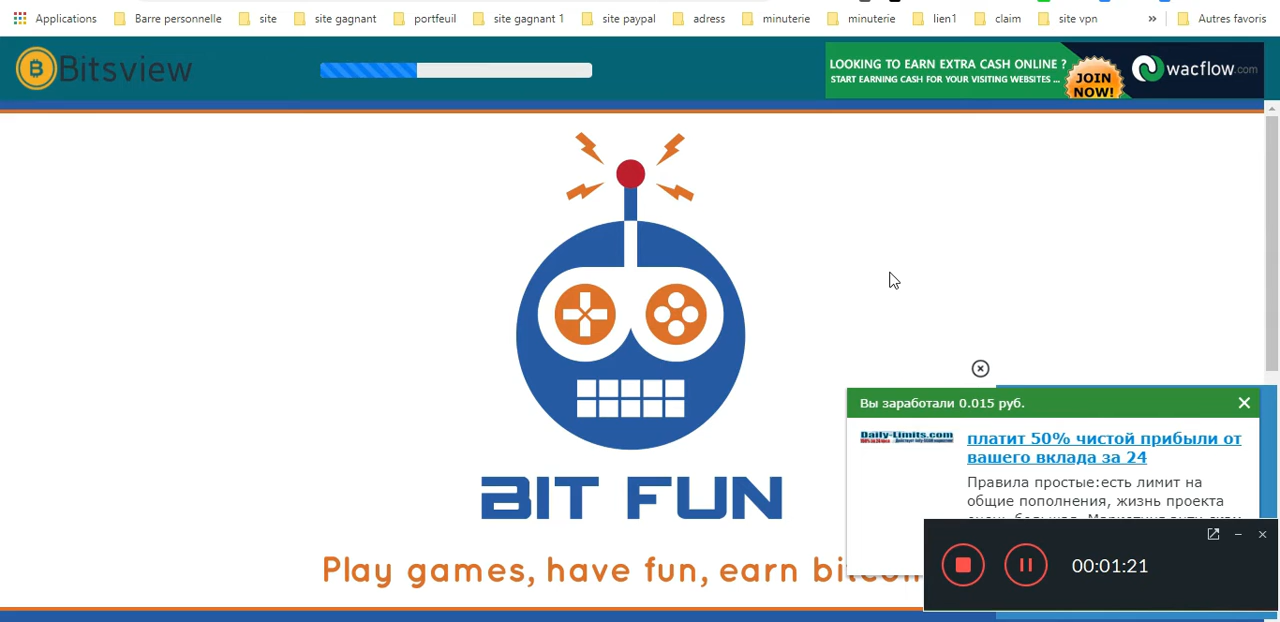 Applications Barre personnelle site site gagnant portfeuil site gagnant 1 site paypal adress minuterie minuterie lien1 claim site vpn » Autres favoris
Bitsview
LOOKING TO EARN EXTRA CASH ONLINE ?
START EARNING CASH FOR YOUR VISITING WEBSITES ...
JOIN
NOW!
wacflow.com
BIT FUN
Play games, have fun, earn bitcoin
Вы заработали 0.015 руб.
Daily-Limits.com
платит 50% чистой прибыли от
вашего вклада за 24
Правила простые:есть лимит на
общие пополнения, жизнь проекта
00:01:21